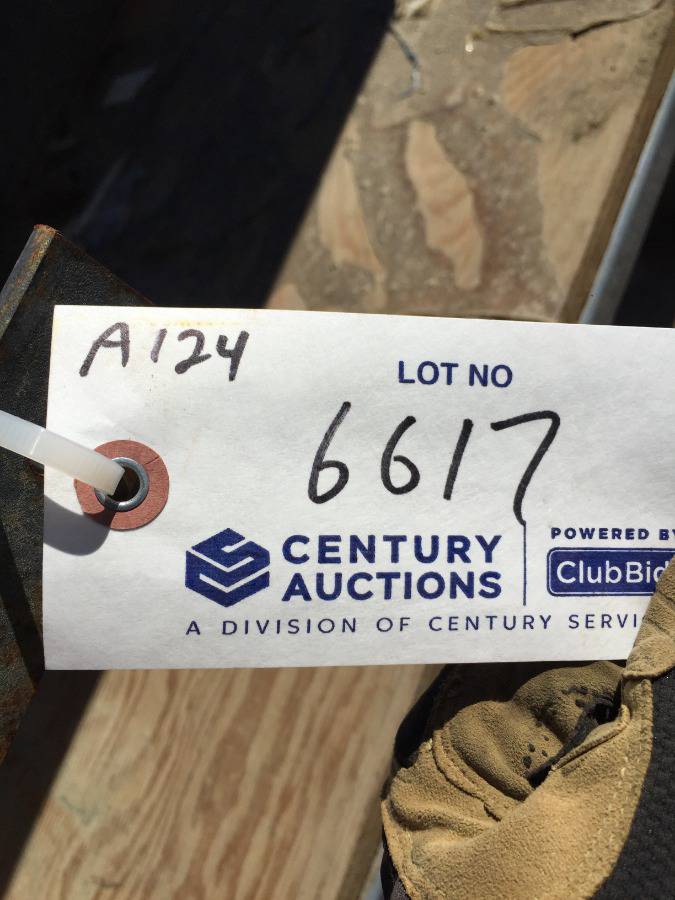 A124
LOT NO
6617
CENTURY
AUCTIONS
POWERED BY
ClubBid
A DIVISION OF CENTURY SERVI